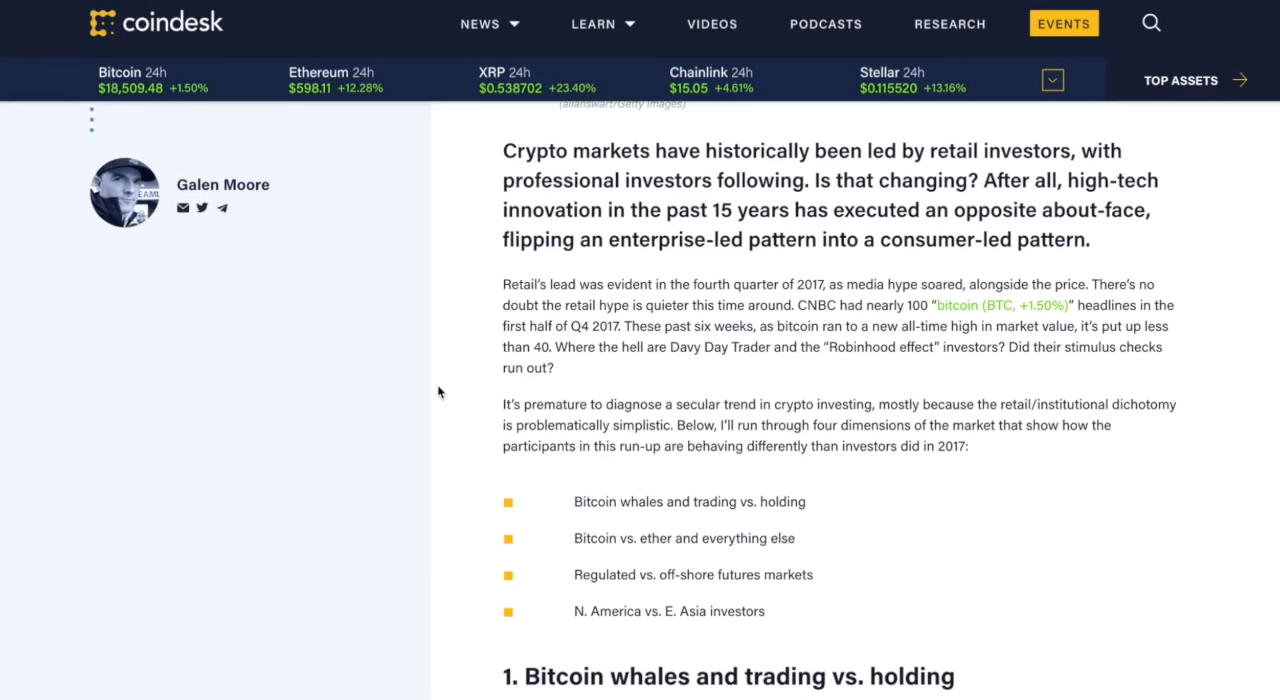 coindesk
NEWS
LEARN
VIDEOS
PODCASTS
RESEARCH
EVENTS
Bitcoin 24h
$18,509.48 +1.50%
Ethereum 24h
$598.11 +12.28%
XRP 24h
$0.538702 +23.40%
Chainlink 24h
$15.05 +4.61%
Stellar 24h
$0.115520 +13.16%
TOP ASSETS
(allanswart/Getty Images)
Galen Moore
Crypto markets have historically been led by retail investors, with
professional investors following. Is that changing? After all, high-tech
innovation in the past 15 years has executed an opposite about-face,
flipping an enterprise-led pattern into a consumer-led pattern.
Retail's lead was evident in the fourth quarter of 2017, as media hype soared, alongside the price. There's no
doubt the retail hype is quieter this time around. CNBC had nearly 100 "bitcoin (BTC, +1.50%)" headlines in the
first half of Q4 2017. These past six weeks, as bitcoin ran to a new all-time high in market value, it's put up less
than 40. Where the hell are Davy Day Trader and the "Robinhood effect" investors? Did their stimulus checks
run out?
It's premature to diagnose a secular trend in crypto investing, mostly because the retail/institutional dichotomy
is problematically simplistic. Below, I'll run through four dimensions of the market that show how the
participants in this run-up are behaving differently than investors did in 2017:
Bitcoin whales and trading vs. holding
Bitcoin vs. ether and everything else
Regulated vs. off-shore futures markets
N. America vs. E. Asia investors
1. Bitcoin whales and trading vs. holding